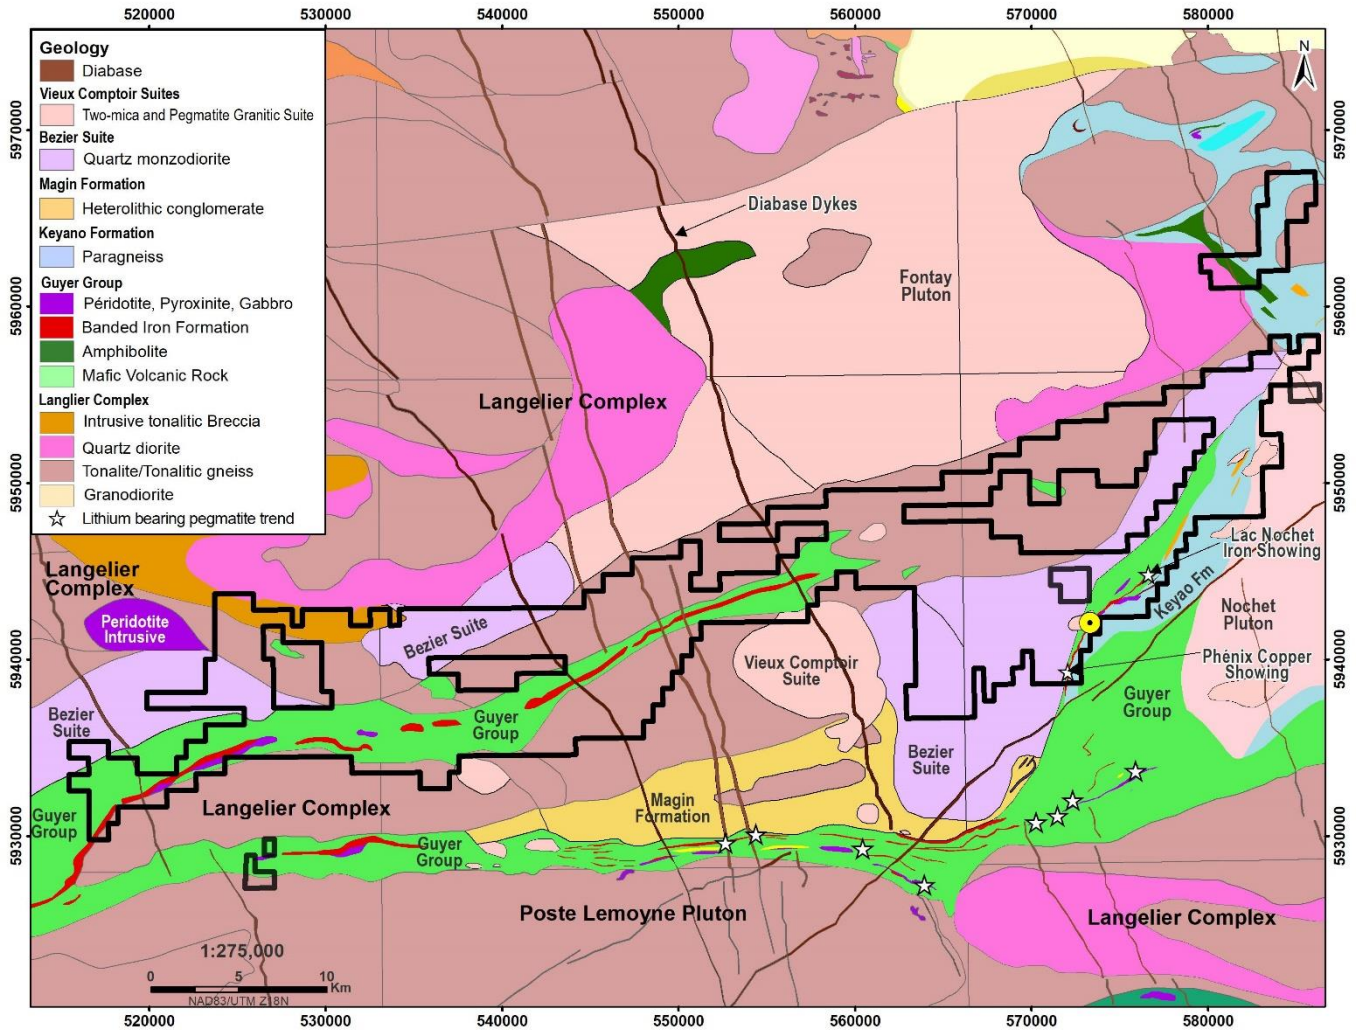 520000
530000
540000
550000
560000
570000
580000
Geology
Diabase
Vieux Comptoir Suites
Two-mica and Pegmatite Granitic Suite
Bezier Suite
Quartz monzodiorite
Magin Formation
Heterolithic conglomerate
Keyano Formation
Paragneiss
Guyer Group
Péridotite, Pyroxinite, Gabbro
Banded Iron Formation
Amphibolite
Mafic Volcanic Rock
Langlier Complex
Intrusive tonalitic Breccia
Quartz diorite
Tonalite/Tonalitic gneiss
Granodiorite
Lithium bearing pegmatite trend
N
5970000
5960000
5950000
5940000
5930000
5970000
5960000
5950000
5940000
5930000
Diabase Dykes
Fontay
Pluton
Langelier Complex
Langelier
Complex
Peridotite
Intrusive
Bezier Suite
Lac Nochet
Iron Showing
Keyao Fm
Nochet
Pluton
Phénix Copper
Showing
Vieux Comptoir
Suite
Guyer
Group
Bezier
Suite
Guyer
Group
Bezier
Suite
Langelier Complex
Magin
Formation
Guyer
Group
Guyer
Group
Poste Lemoyne Pluton
Langelier Complex
1:275,000
0
5
10
Km
NAD83/UTM Z18N
520000
530000
540000
550000
560000
570000
580000